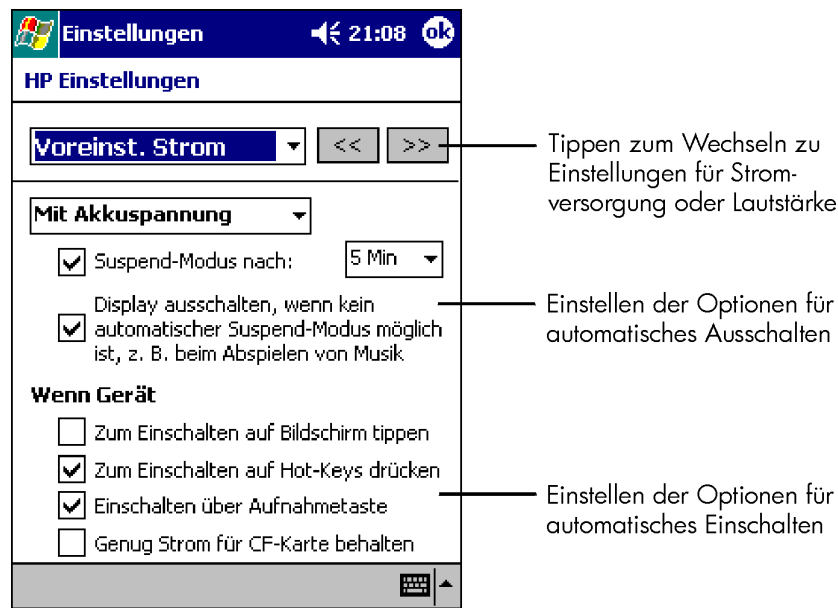 Einstellungen 21:08 ok
HP Einstellungen
Voreinst. Strom << >>
Tippen zum Wechseln zu
Einstellungen für Strom-
versorgung oder Lautstärke
Mit Akkuspannung
Suspend-Modus nach: 5 Min
Display ausschalten, wenn kein
automatischer Suspend-Modus möglich
ist, z. B. beim Abspielen von Musik
Einstellen der Optionen für
automatisches Ausschalten
Wenn Gerät
Zum Einschalten auf Bildschirm tippen
Zum Einschalten auf Hot-Keys drücken
Einschalten über Aufnahmetaste
Genug Strom für CF-Karte behalten
Einstellen der Optionen für
automatisches Einschalten